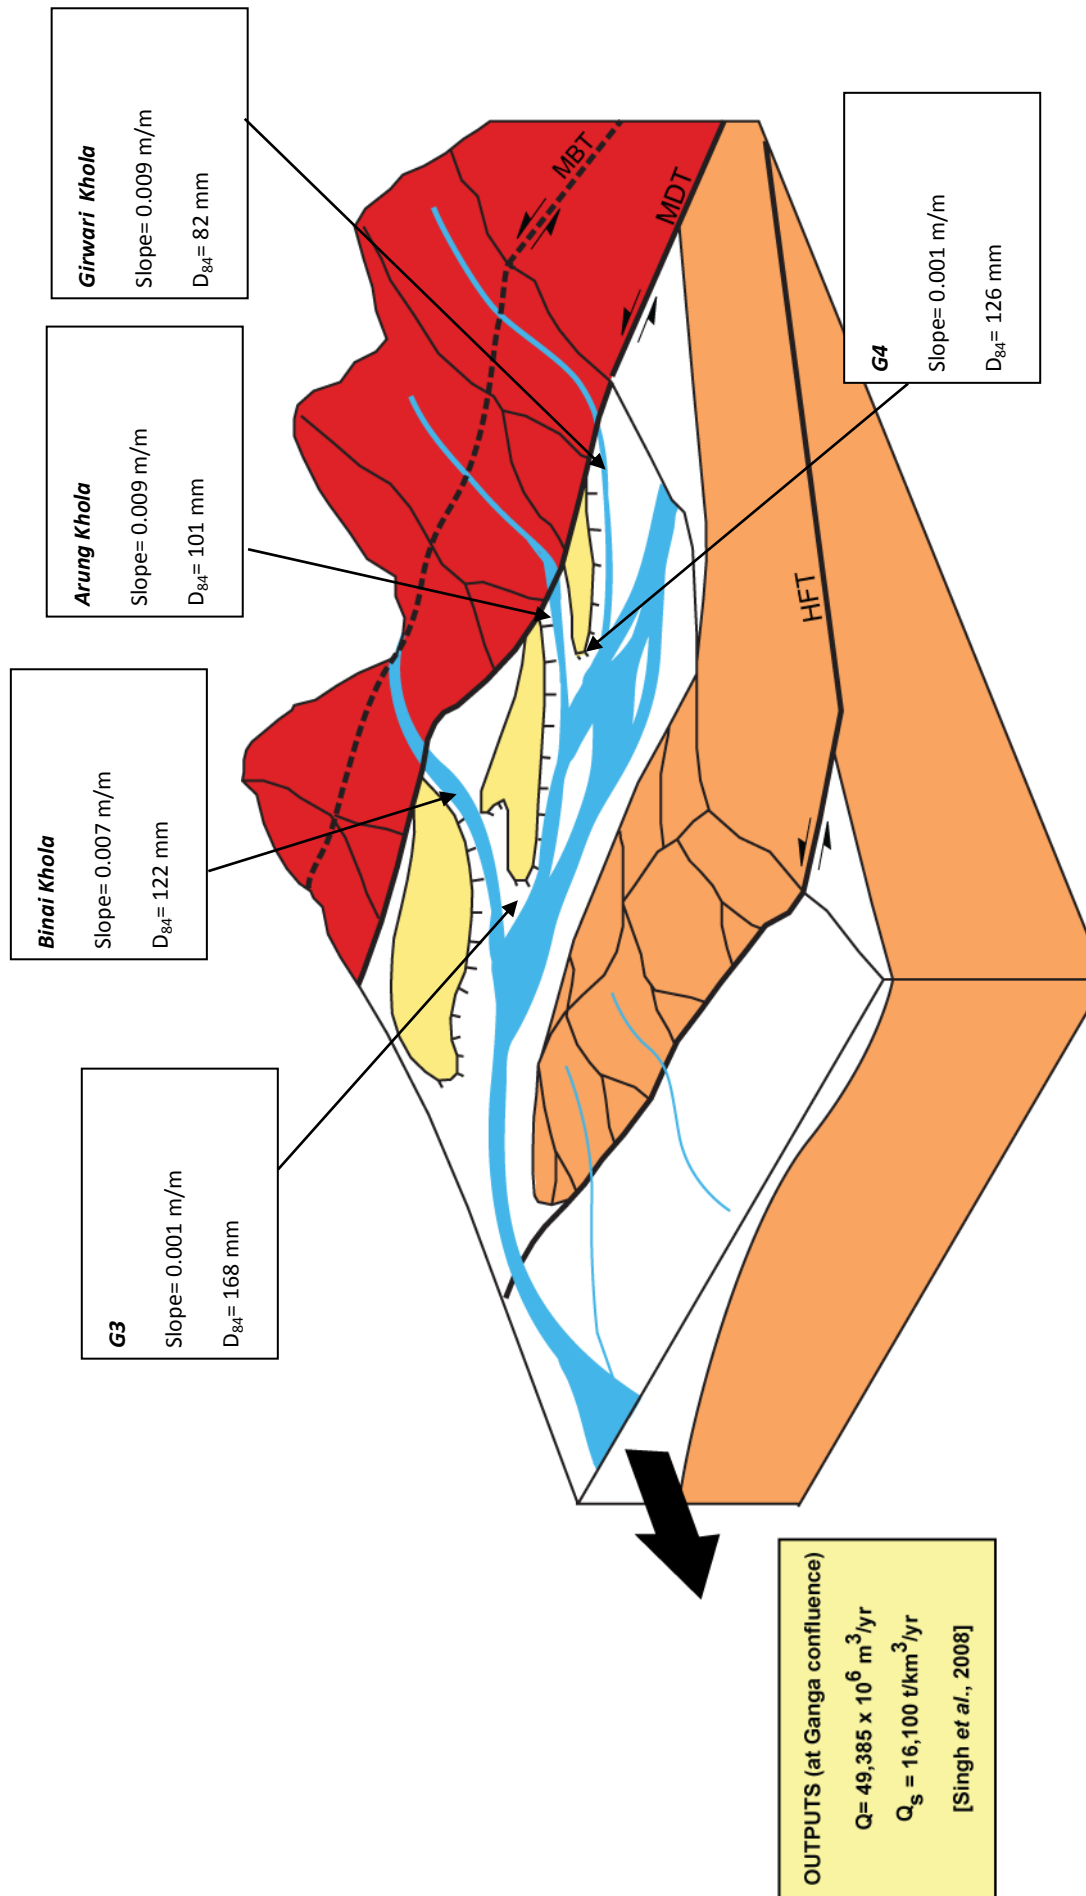 G3
Slope= 0.001 m/m
D84= 168 mm
Binai Khola
Slope= 0.007 m/m
D84= 122 mm
Arung Khola
Slope= 0.009 m/m
D84= 101 mm
Girwari Khola
Slope= 0.009 m/m
D84= 82 mm
MBT
MDT
HFT
G4
Slope= 0.001 m/m
D84= 126 mm
OUTPUTS (at Ganga confluence)
Q= 49,385 x 10^6 m^3/yr
Qs = 16,100 t/km^3/yr
[Singh et al., 2008]